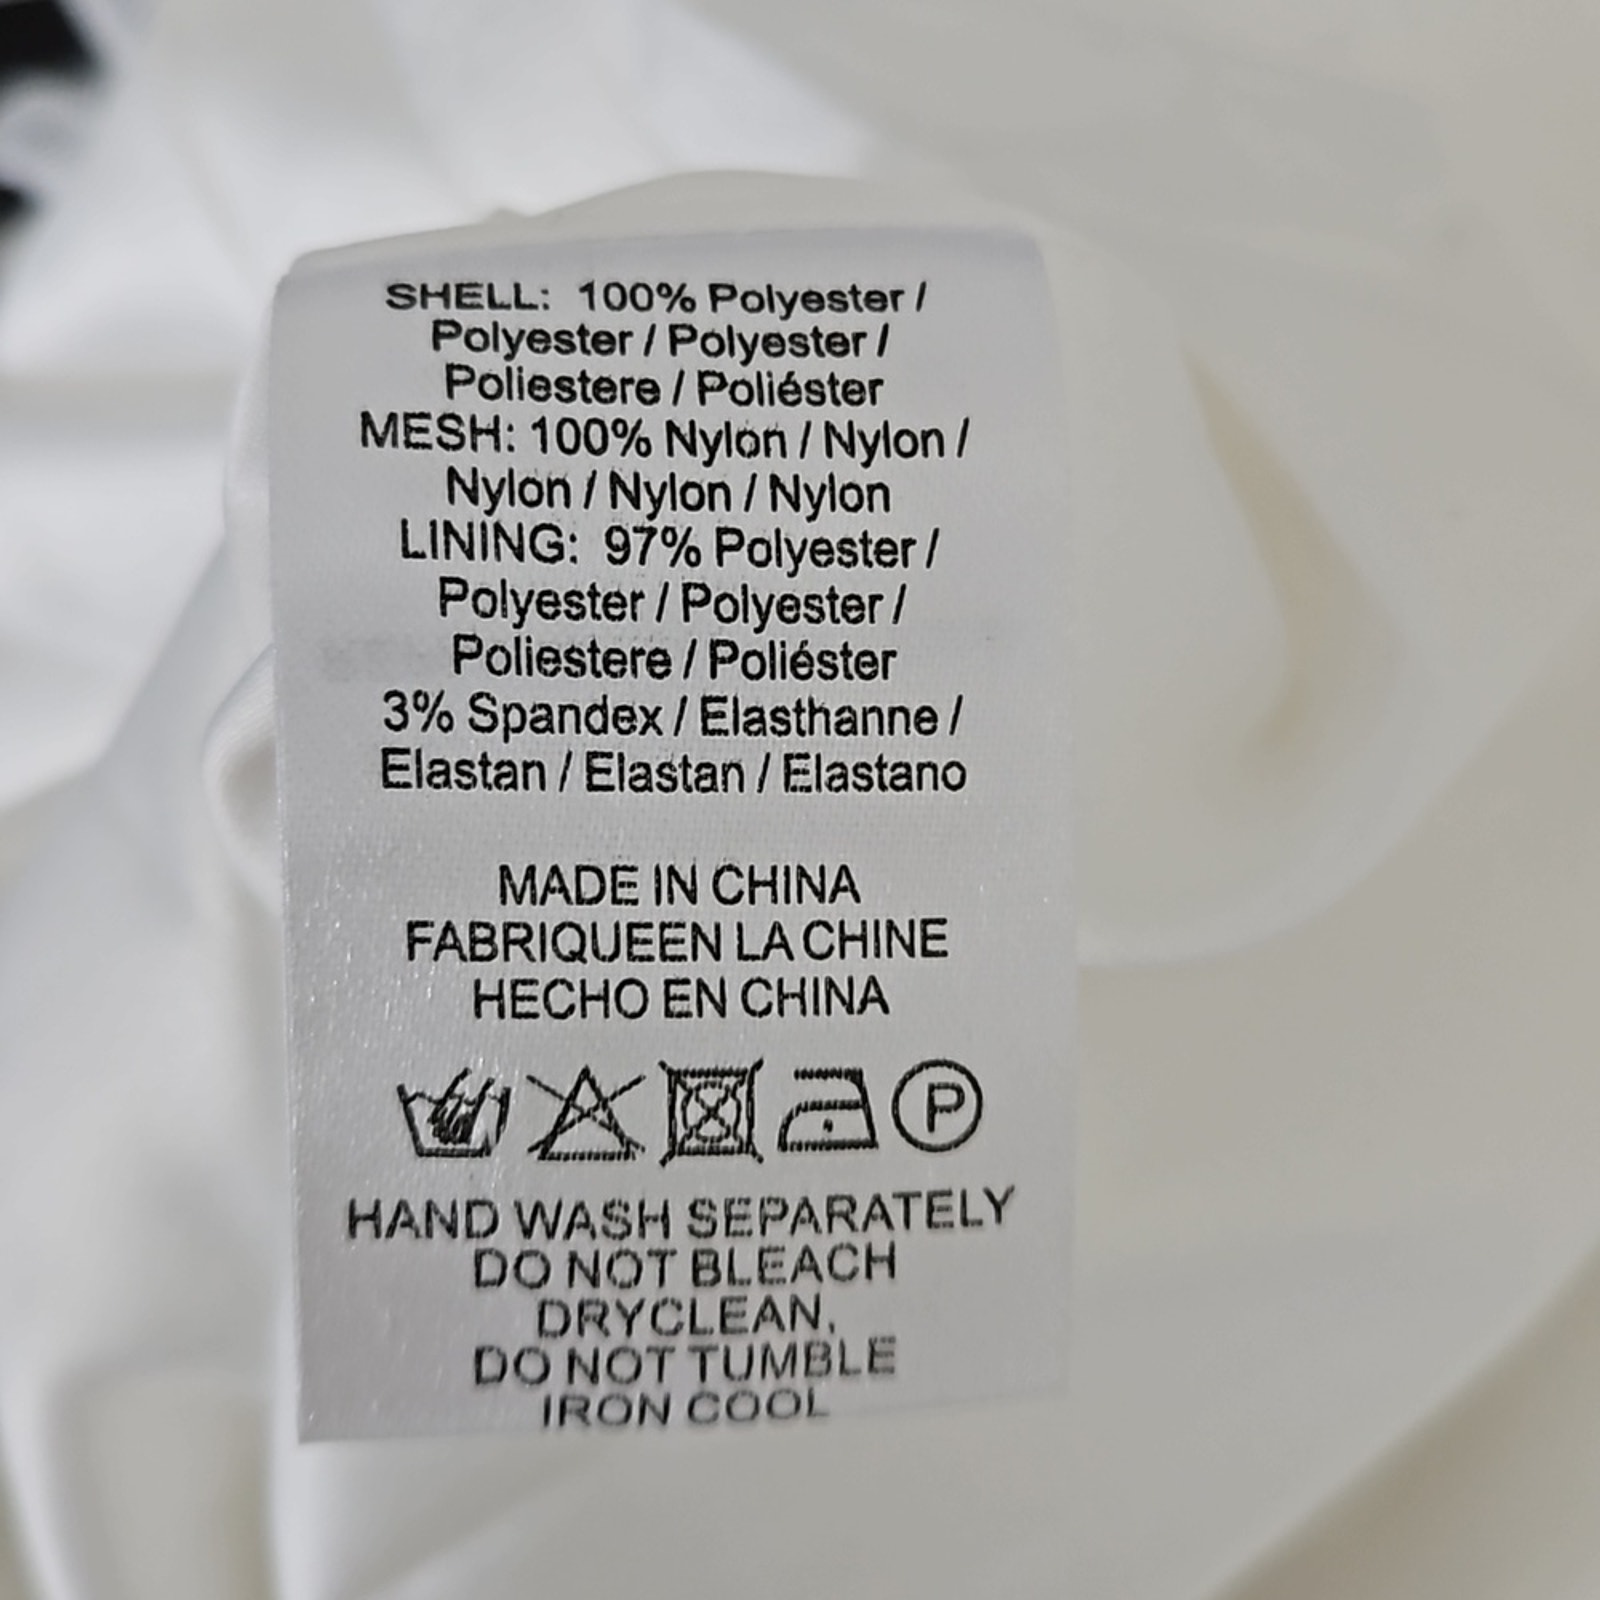 SHELL: 100% Polyester /
Polyester / Polyester /
Poliestere / Poliéster
MESH: 100% Nylon / Nylon /
Nylon / Nylon / Nylon
LINING: 97% Polyester /
Polyester / Polyester /
Poliestere / Poliéster
3% Spandex / Elasthanne /
Elastan / Elastan / Elastano
MADE IN CHINA
FABRIQUEEN LA CHINE
HECHO EN CHINA
P
HAND WASH SEPARATELY
DO NOT BLEACH
DRYCLEAN,
DO NOT TUMBLE
IRON COOL